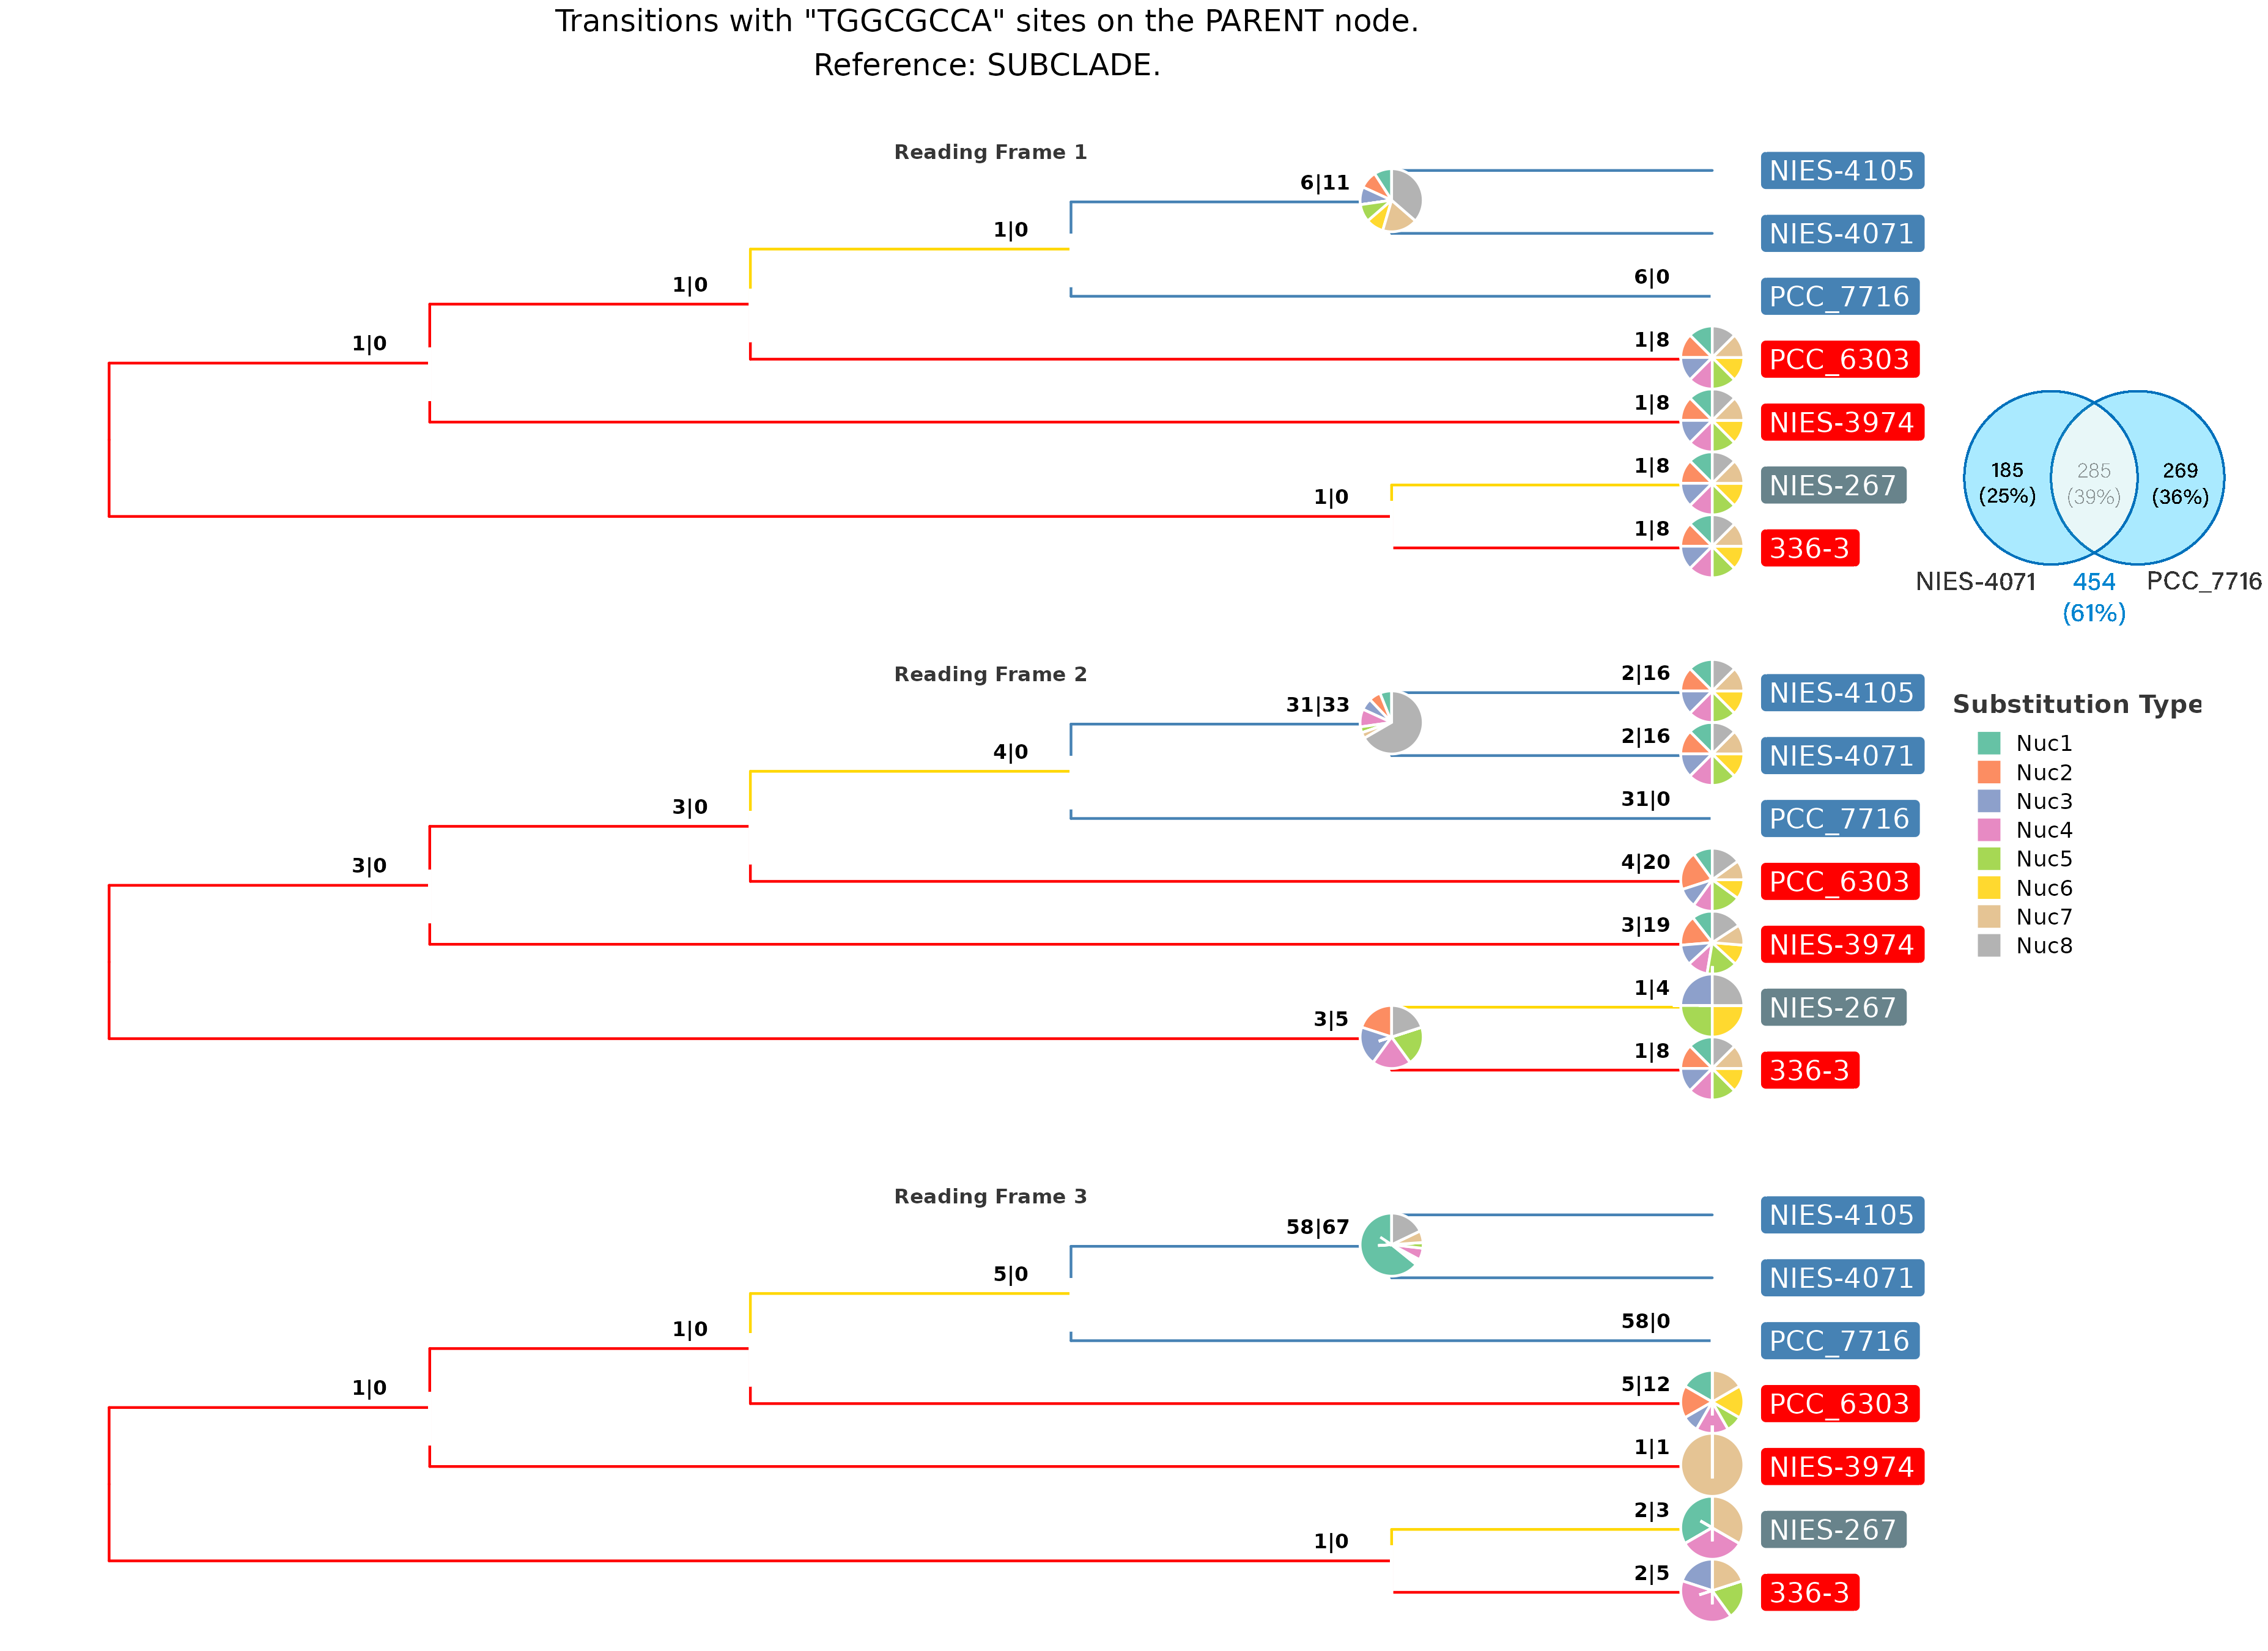 Transitions with "TGGCGCCA" sites on the PARENT node.
Reference: SUBCLADE.
Reading Frame 1
NIES-4105
6|11
NIES-4071
1|0
6|0
PCC_7716
1|0
1|8
PCC_6303
1|0
1|8
NIES-3974
1|8
NIES-267
1|0
1|8
336-3
185
(25%)
285
(39%)
269
(36%)
NIES-4071
454
(61%)
PCC_7716
Reading Frame 2
2|16
NIES-4105
31|33
2|16
NIES-4071
4|0
31|0
PCC_7716
3|0
4|20
PCC_6303
3|0
3|19
NIES-3974
1|4
NIES-267
3|5
1|8
336-3
Substitution Type
Nuc1
Nuc2
Nuc3
Nuc4
Nuc5
Nuc6
Nuc7
Nuc8
Reading Frame 3
NIES-4105
58|67
NIES-4071
5|0
58|0
PCC_7716
1|0
5|12
PCC_6303
1|0
1|1
NIES-3974
2|3
NIES-267
1|0
2|5
336-3